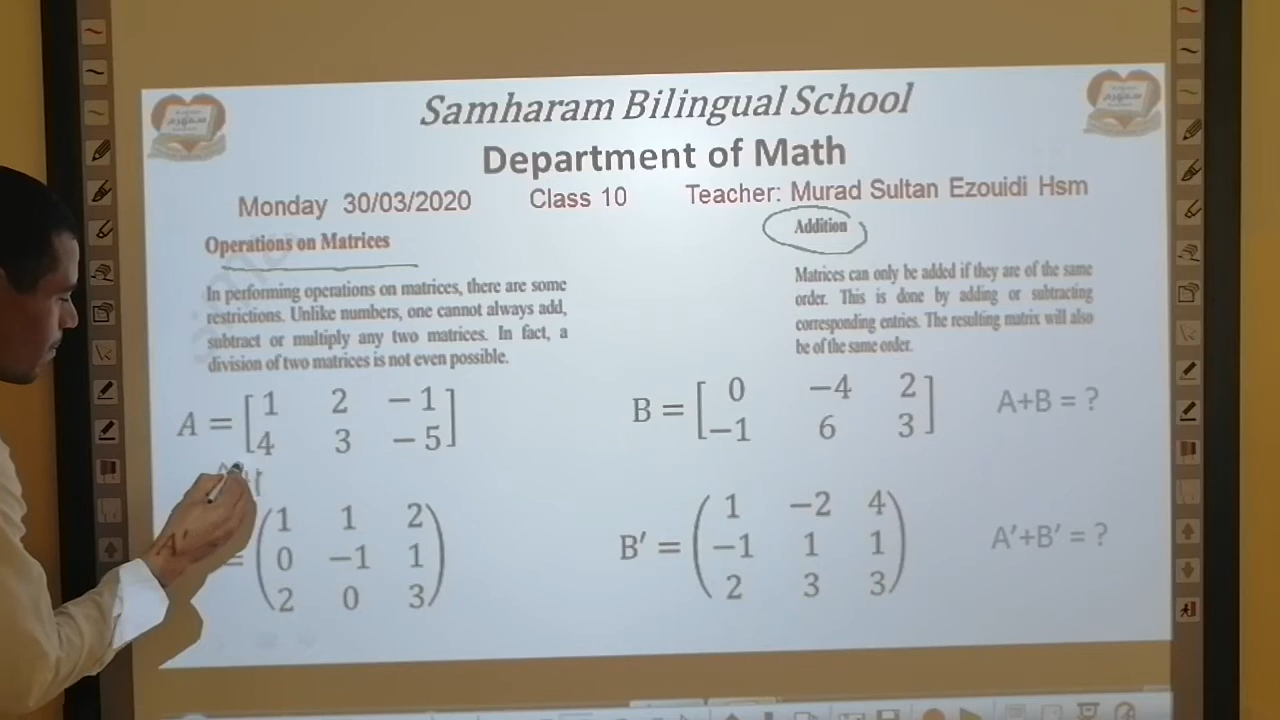 Samharam Bilingual School
Department of Math
Monday 30/03/2020 Class 10 Teacher: Murad Sultan Ezouidi Hsm
Operations on Matrices
In performing operations on matrices, there are some
restrictions. Unlike numbers, one cannot always add,
subtract or multiply any two matrices. In fact, a
division of two matrices is not even possible.
Addition
Matrices can only be added if they are of the same
order. This is done by adding or subtracting
corresponding entries. The resulting matrix will also
be of the same order.
A = [1 2 −1
4 3 −5]
B = [0 −4 2
−1 6 3]
A+B = ?
A′ = (1 1 2
0 −1 1
2 0 3)
B′ = (1 −2 4
−1 1 1
2 3 3)
A′+B′ = ?